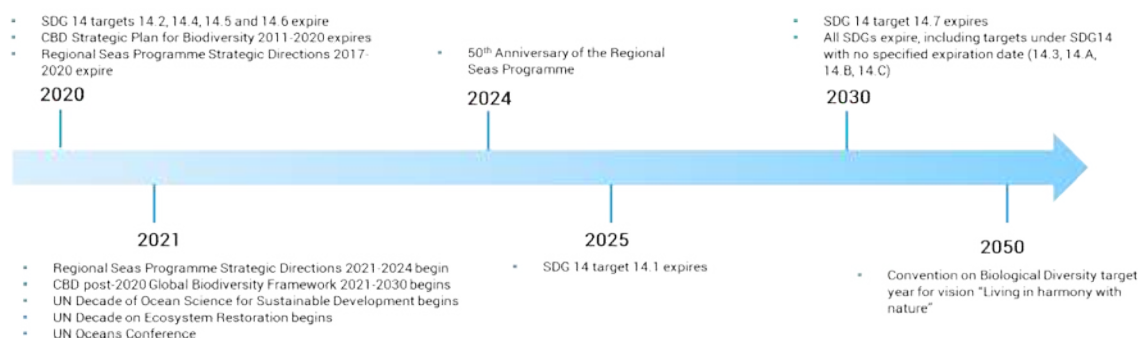 SDG 14 targets 14.2, 14.4, 14.5 and 14.6 expire
CBD Strategic Plan for Biodiversity 2011-2020 expires
Regional Seas Programme Strategic Directions 2017-
2020 expire
2020
50th Anniversary of the Regional
Seas Programme
2024
SDG 14 target 14.7 expires
All SDGs expire, including targets under SDG14
with no specified expiration date (14.3, 14.A,
14.B, 14.C)
2030
2021
Regional Seas Programme Strategic Directions 2021-2024 begin
CBD post-2020 Global Biodiversity Framework 2021-2030 begins
UN Decade of Ocean Science for Sustainable Development begins
UN Decade on Ecosystem Restoration begins
UN Oceans Conference
2025
SDG 14 target 14.1 expires
2050
Convention on Biological Diversity target
year for vision “Living in harmony with
nature”